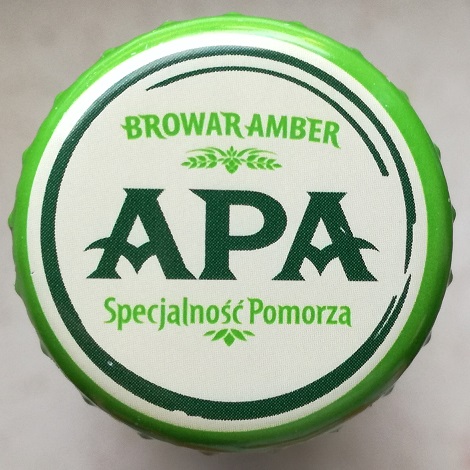 BROWAR AMBER
APA
Specjalność Pomorza